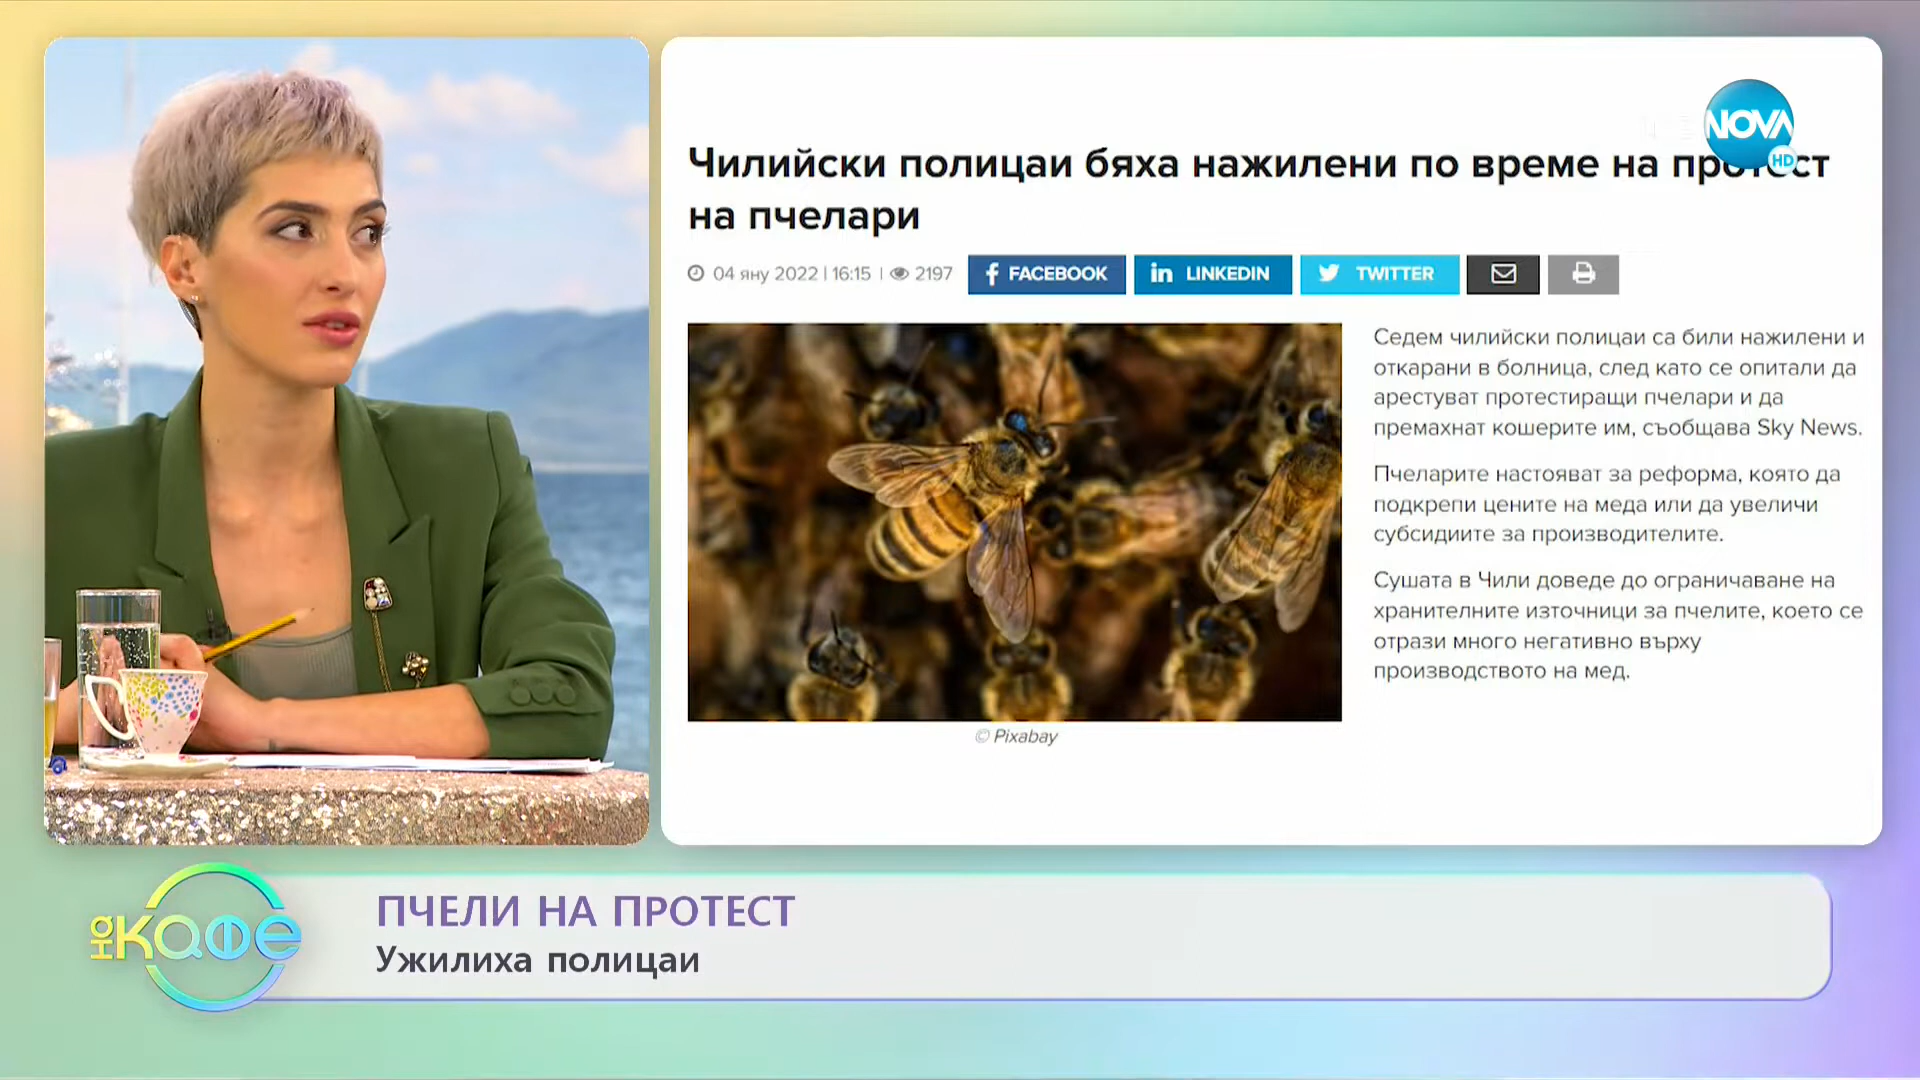 NOVA
HD
Чилийски полицаи бяха нажилени по време на протест
на пчелари
04 яну 2022 | 16:15 | 2197
FACEBOOK
LINKEDIN
TWITTER
Седем чилийски полицаи са били нажилени и
откарани в болница, след като се опитали да
арестуват протестиращи пчелари и да
премахнат кошерите им, съобщава Sky News.
Пчеларите настояват за реформа, която да
подкрепи цените на меда или да увеличи
субсидиите за производителите.
Сушата в Чили доведе до ограничаване на
хранителните източници за пчелите, което се
отрази много негативно върху
производството на мед.
© Pixabay
на кафе
ПЧЕЛИ НА ПРОТЕСТ
Ужилиха полицаи